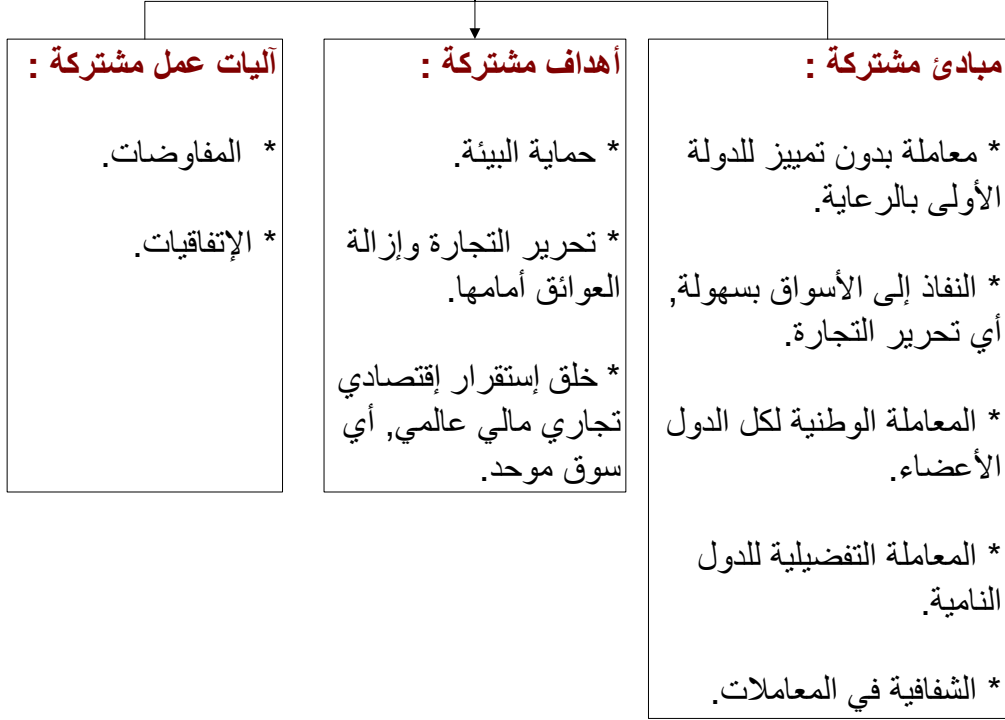 مبادئ مشتركة :
* معاملة بدون تمييز للدولة
الأولى بالرعاية.
* النفاذ إلى الأسواق بسهولة,
أي تحرير التجارة.
* المعاملة الوطنية لكل الدول
الأعضاء.
* المعاملة التفضيلية للدول
النامية.
* الشفافية في المعاملات.
أهداف مشتركة :
* حماية البيئة.
* تحرير التجارة وإزالة
العوائق أمامها.
* خلق إستقرار إقتصادي
تجاري مالي عالمي, أي
سوق موحد.
آليات عمل مشتركة :
* المفاوضات.
* الإتفاقيات.